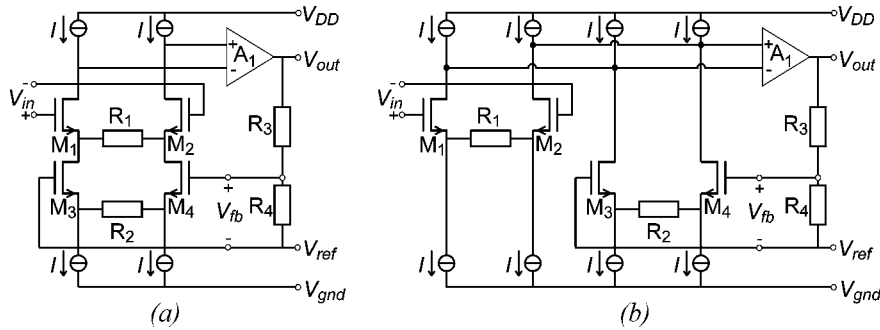 I
I
V_DD
A_1
+
-
V_out
-
V_in
+
R_1
M_1
M_2
R_3
M_3
M_4
R_2
+
V_fb
-
R_4
V_ref
I
I
V_gnd
(a)
I
I
I
I
V_DD
A_1
+
-
V_out
-
V_in
+
R_1
M_1
M_2
R_3
M_3
M_4
R_2
+
V_fb
-
R_4
V_ref
I
I
I
I
V_gnd
(b)